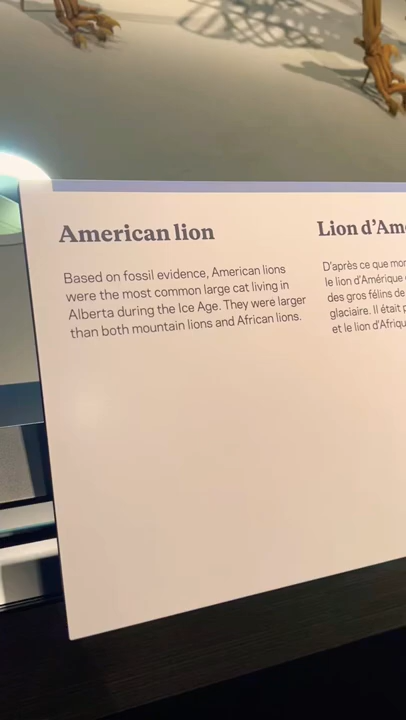 American lion
Based on fossil evidence, American lions
were the most common large cat living in
Alberta during the Ice Age. They were larger
than both mountain lions and African lions.
Lion d'Am
D'après ce que mon
le lion d'Amérique
des gros félins de
glaciaire. Il était p
et le lion d'Afriqu